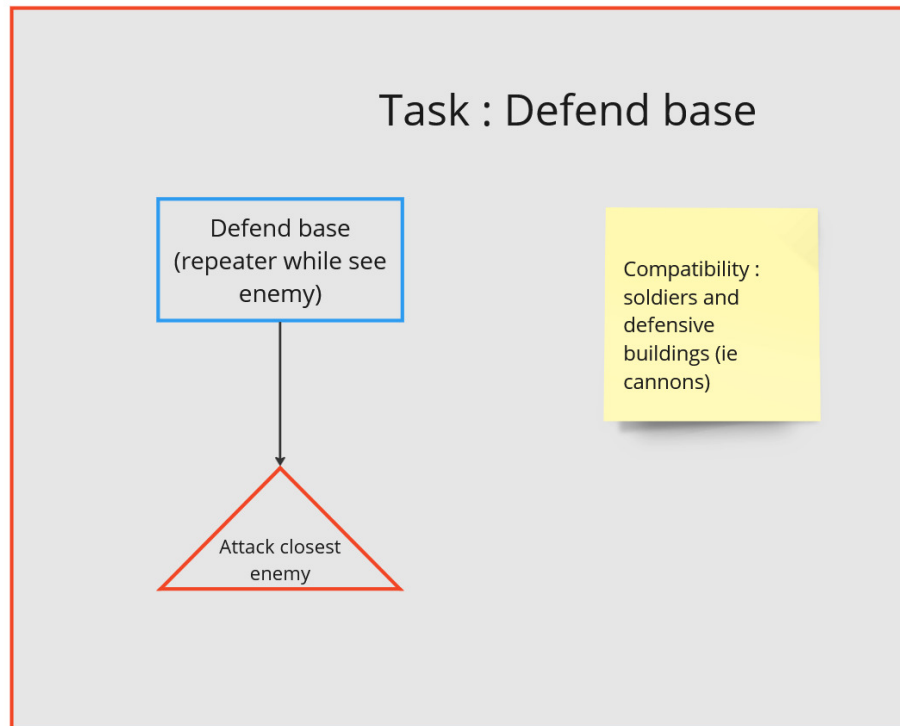 Task : Defend base
Defend base
(repeater while see
enemy)
Compatibility :
soldiers and
defensive
buildings (ie
cannons)
Attack closest
enemy